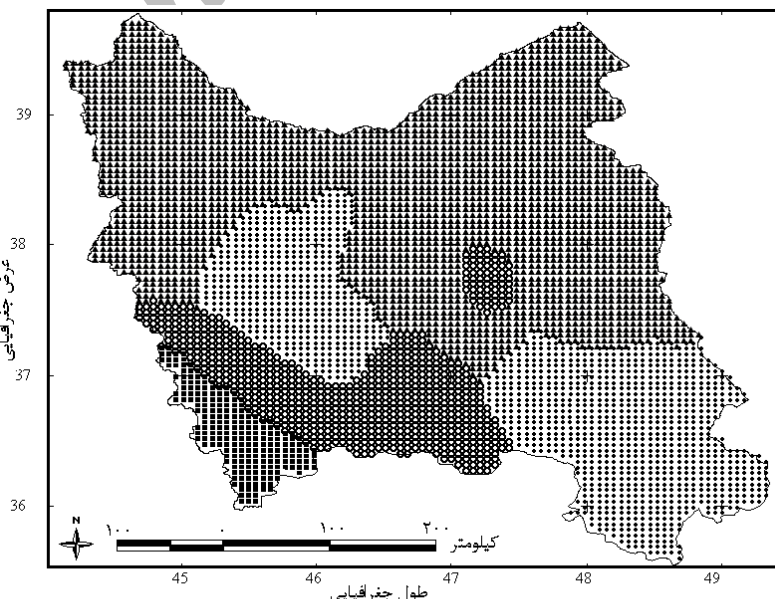 39
38
37
36
عرض جغرافیایی
N
۱۰۰ ۰ ۱۰۰ ۲۰۰
کیلومتر
45 46 47 48 49
طول جغرافیایی